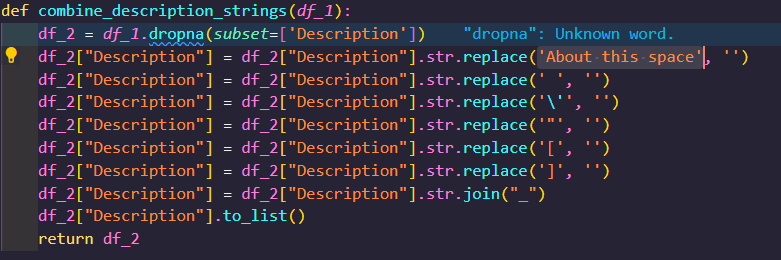 def combine_description_strings(df_1):
    df_2 = df_1.dropna(subset=['Description'])    "dropna": Unknown word.
    df_2["Description"] = df_2["Description"].str.replace('About this space', '')
    df_2["Description"] = df_2["Description"].str.replace(' ', '')
    df_2["Description"] = df_2["Description"].str.replace('\'', '')
    df_2["Description"] = df_2["Description"].str.replace('"', '')
    df_2["Description"] = df_2["Description"].str.replace('[', '')
    df_2["Description"] = df_2["Description"].str.replace(']', '')
    df_2["Description"] = df_2["Description"].str.join("_")
    df_2["Description"].to_list()
    return df_2